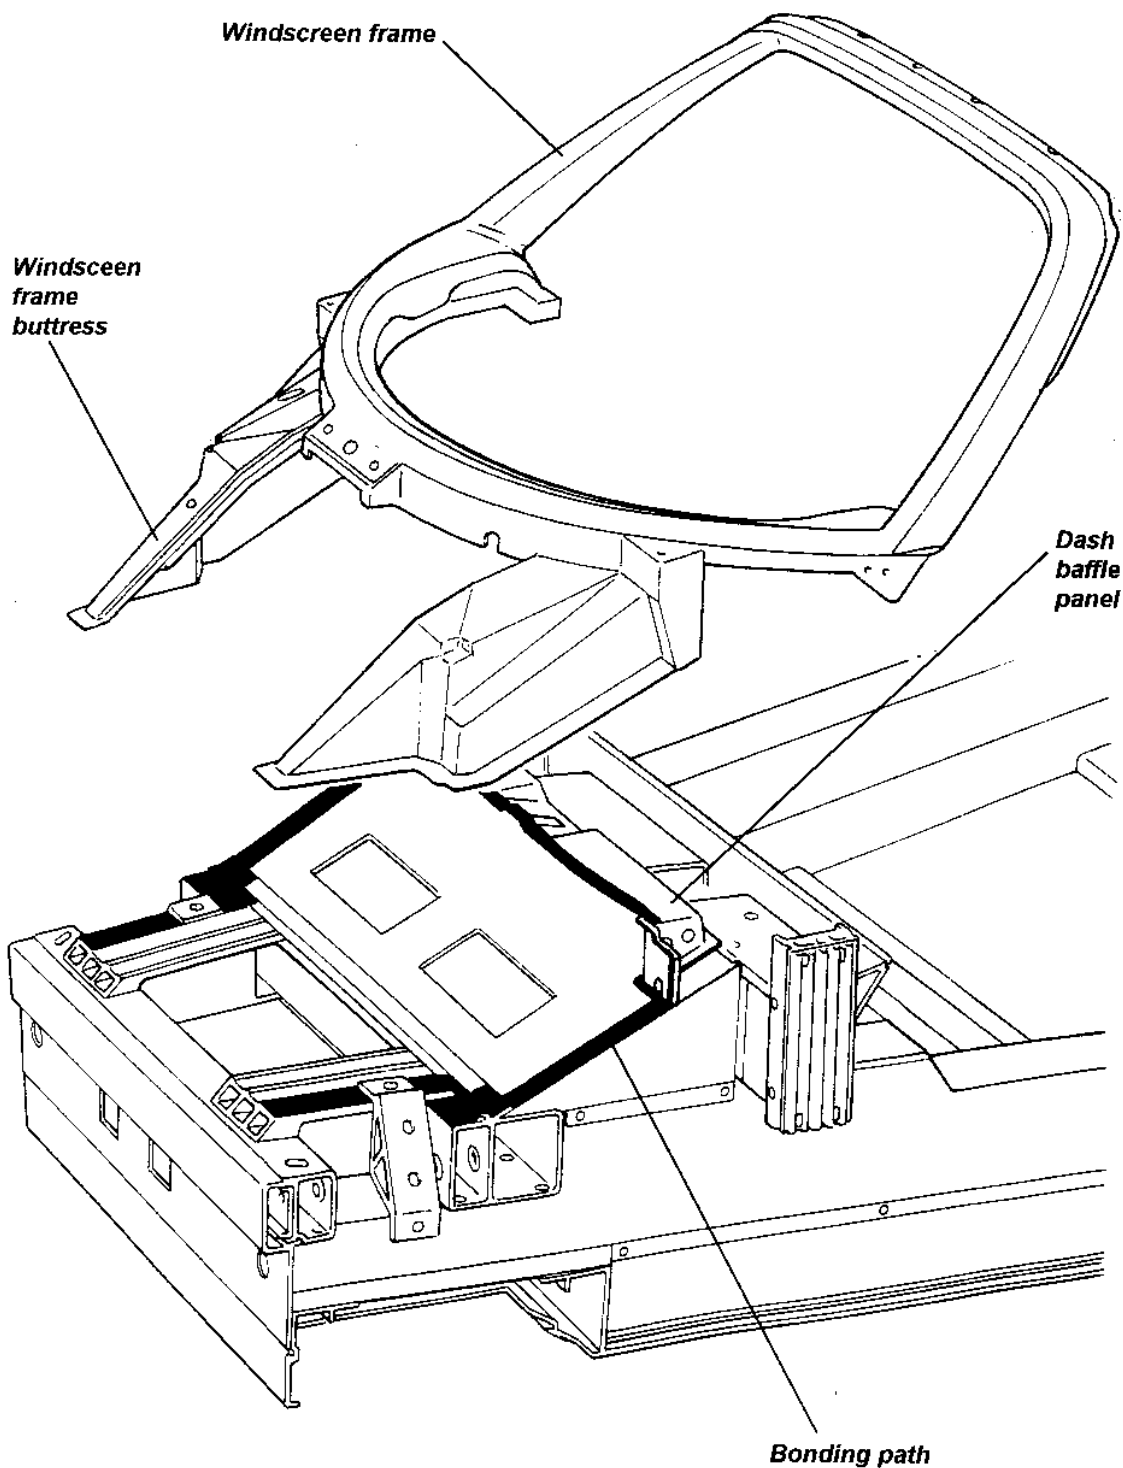 Windscreen frame
Windsceen
frame
buttress
Dash
baffle
panel
Bonding path